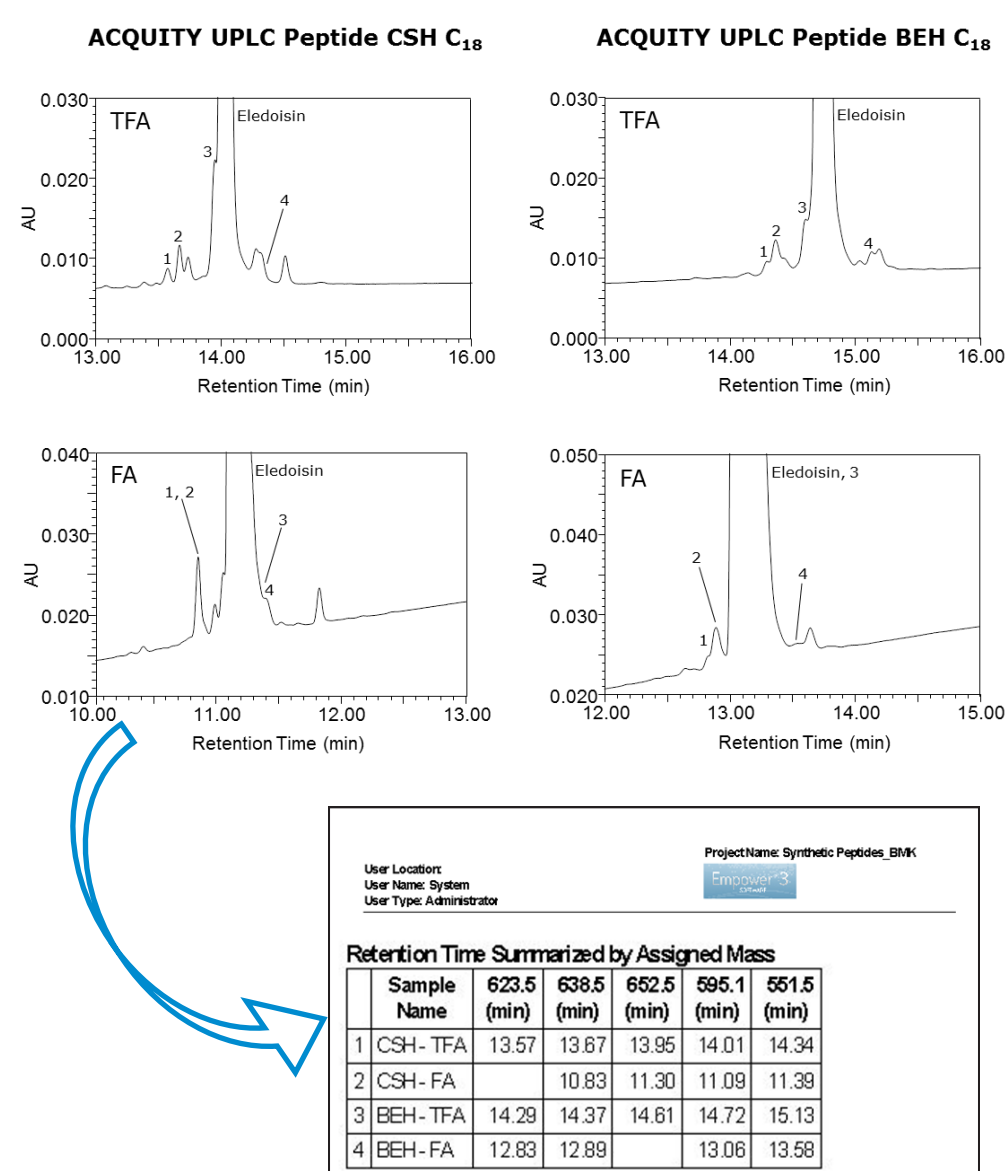 ACQUITY UPLC Peptide CSH C18
ACQUITY UPLC Peptide BEH C18
TFA
Eledoisin
0.030
0.020
0.010
0.000
AU
1
2
3
4
13.00
14.00
15.00
16.00
Retention Time (min)
TFA
Eledoisin
0.030
0.020
0.010
0.000
AU
1
2
3
4
13.00
14.00
15.00
16.00
Retention Time (min)
FA
Eledoisin
0.040
0.030
0.020
0.010
AU
1, 2
3
4
10.00
11.00
12.00
13.00
Retention Time (min)
FA
Eledoisin, 3
0.050
0.040
0.030
0.020
AU
2
1
4
12.00
13.00
14.00
15.00
Retention Time (min)
Project Name: Synthetic Peptides_BMK
User Location:
User Name: System
User Type: Administrator
Empower 3
SOFTWARE
Retention Time Summarized by Assigned Mass
Sample Name 623.5 (min) 638.5 (min) 652.5 (min) 595.1 (min) 551.5 (min)
1 CSH - TFA 13.57 13.67 13.95 14.01 14.34
2 CSH - FA 10.83 11.30 11.09 11.39
3 BEH - TFA 14.29 14.37 14.61 14.72 15.13
4 BEH - FA 12.83 12.89 13.06 13.58